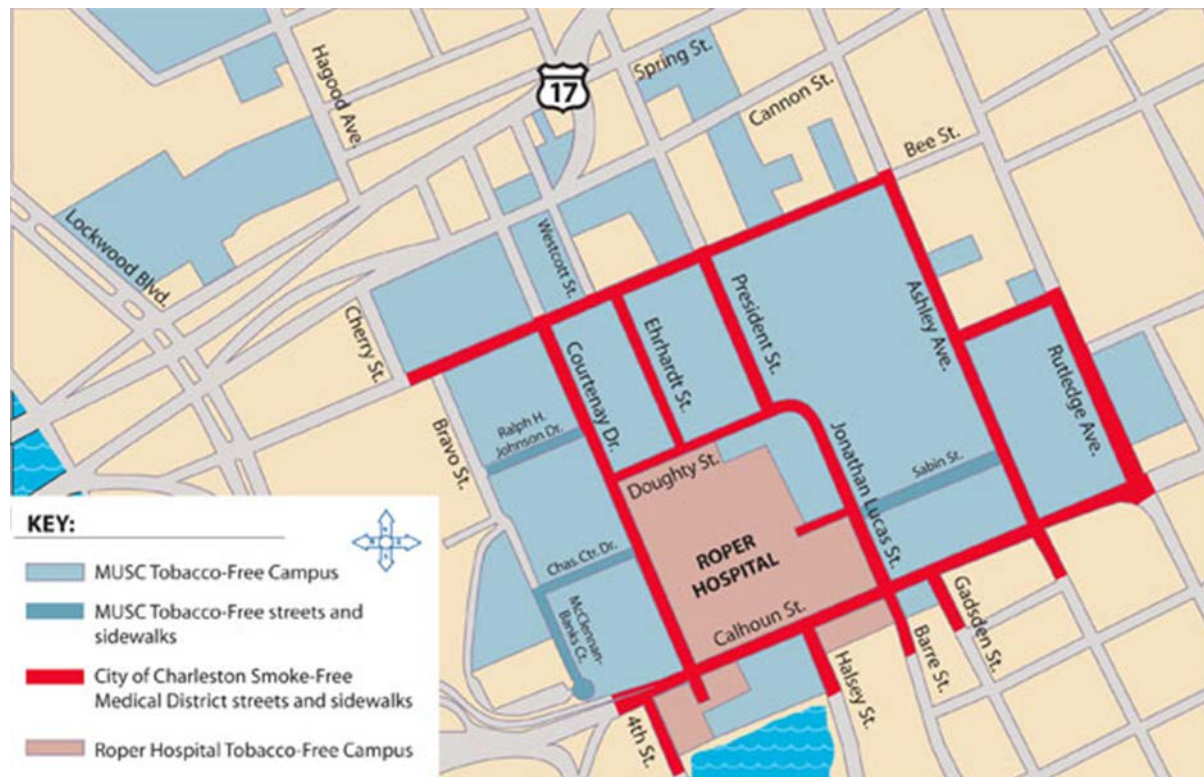 Hagood Ave.
17
Spring St.
Cannon St.
Bee St.
Lockwood Blvd.
Westcott St.
Cherry St.
President St.
Ashley Ave.
Ehrhardt St.
Courtenay Dr.
Rutledge Ave.
Ralph H.
Johnson Dr.
Bravo St.
Jonathan Lucas St.
Sabin St.
Doughty St.
ROPER
HOSPITAL
Chas. Ctr. Dr.
McClennan-
Banks Ct.
Calhoun St.
Gadsden St.
Barre St.
Halsey St.
4th St.
KEY:
MUSC Tobacco-Free Campus
MUSC Tobacco-Free streets and
sidewalks
City of Charleston Smoke-Free
Medical District streets and sidewalks
Roper Hospital Tobacco-Free Campus